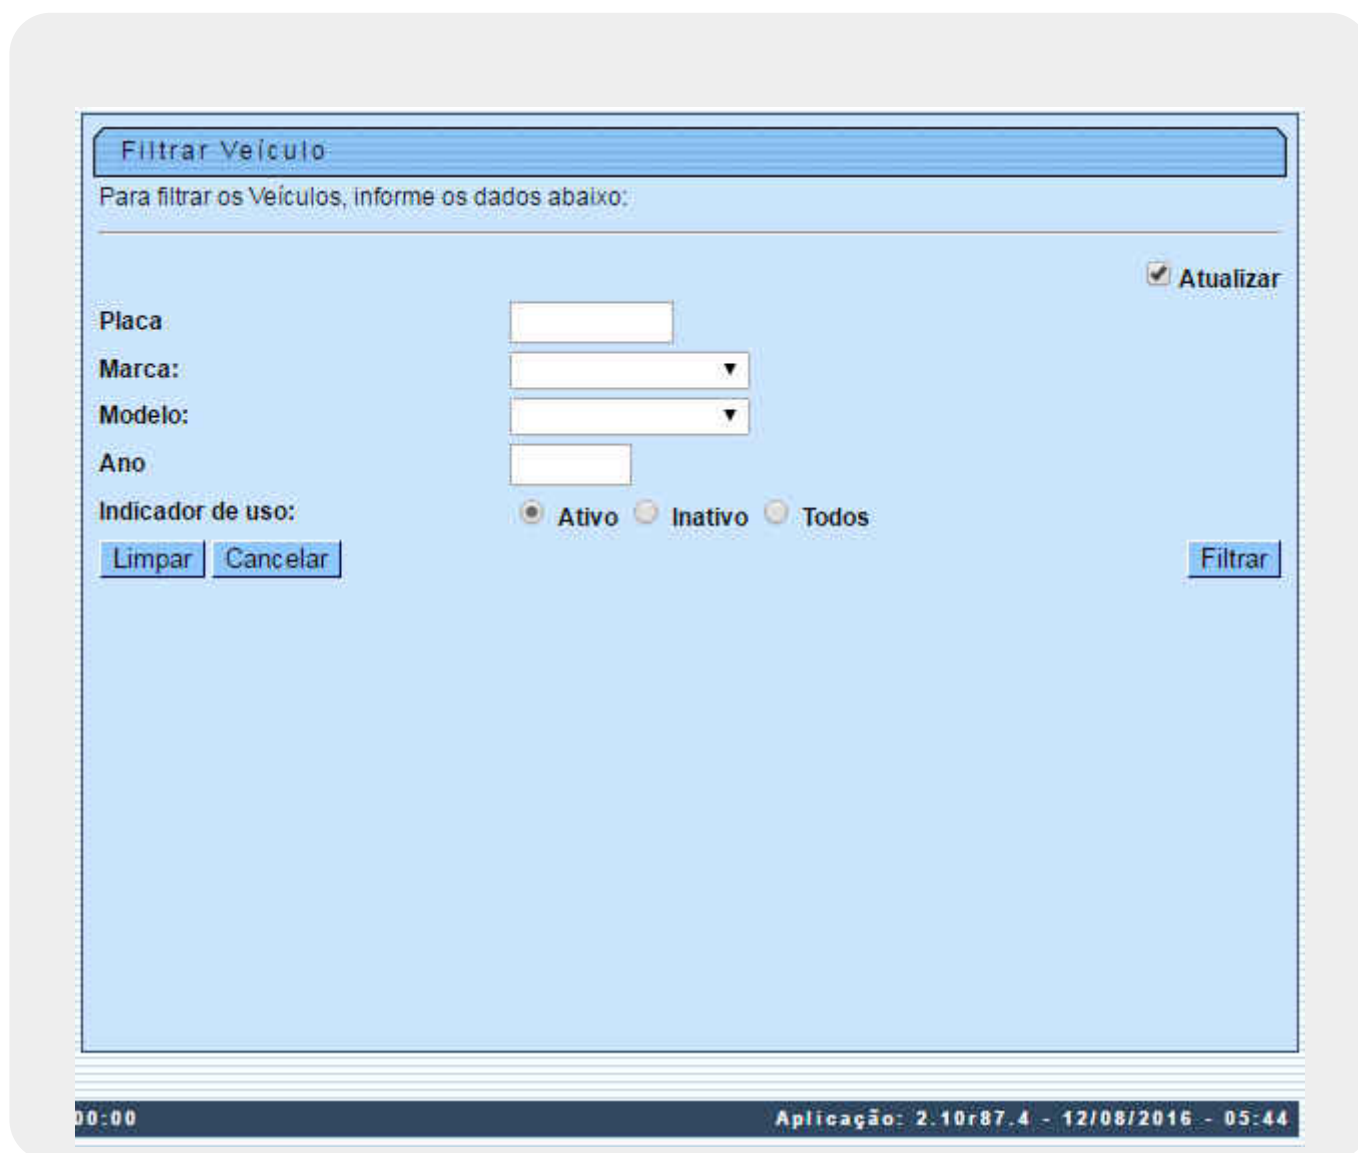 Filtrar Veículo
Para filtrar os Veículos, informe os dados abaixo:
Atualizar
Placa
Marca:
Modelo:
Ano
Indicador de uso: Ativo Inativo Todos
Limpar Cancelar Filtrar
00:00 Aplicação: 2.10r87.4 - 12/08/2016 - 05:44